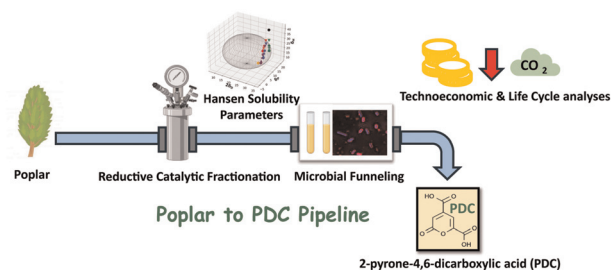 Hansen Solubility
Parameters
CO2
Technoeconomic & Life Cycle analyses
Poplar
Reductive Catalytic Fractionation
Microbial Funneling
Poplar to PDC Pipeline
HO
O
PDC
O
O
O
OH
2-pyrone-4,6-dicarboxylic acid (PDC)